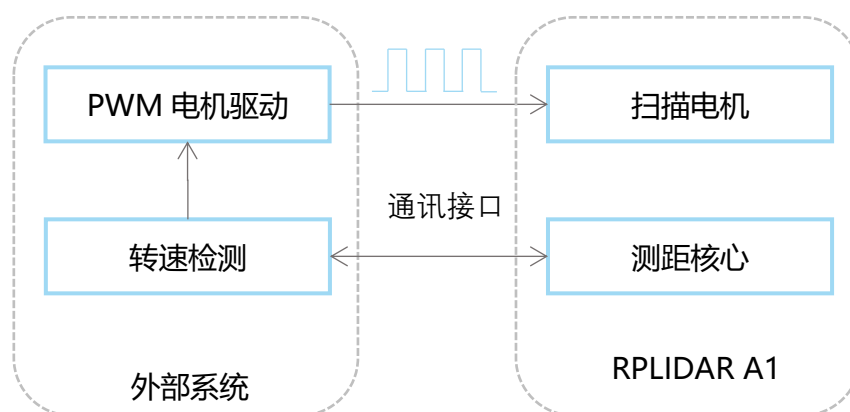 PWM 电机驱动
扫描电机
通讯接口
转速检测
测距核心
外部系统
RPLIDAR A1